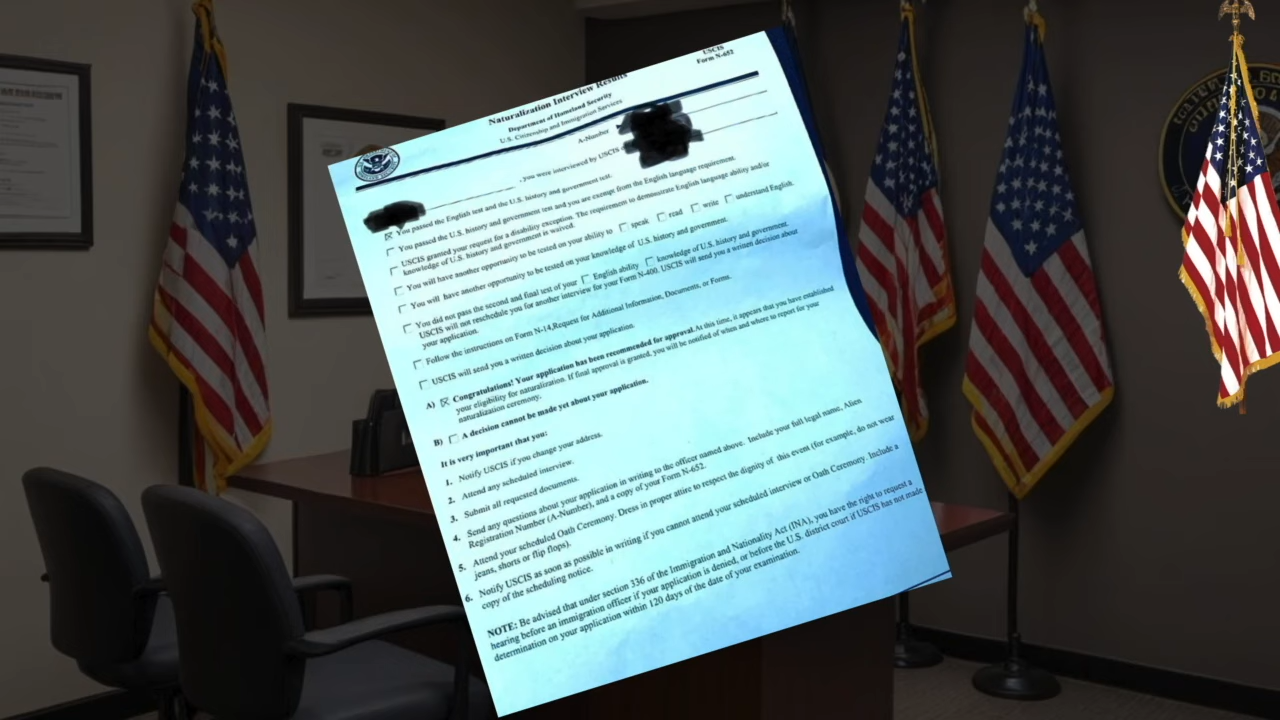 USCIS
Form N-652
Naturalization Interview Results
Department of Homeland Security
U.S. Citizenship and Immigration Services
A-Number
, you were interviewed by USCIS
You passed the English test and the U.S. history and government test.
You passed the U.S. history and government test and you are exempt from the English language requirement.
USCIS granted your request for a disability exception. The requirement to demonstrate English language ability and/or
knowledge of U.S. history and government is waived.
You will have another opportunity to be tested on your ability to speak read write understand English.
You will have another opportunity to be tested on your knowledge of U.S. history and government.
You did not pass the second and final test of your English ability knowledge of U.S. history and government.
USCIS will not reschedule you for another interview for your Form N-400. USCIS will send you a written decision about
your application.
Follow the instructions on Form N-14,Request for Additional Information, Documents, or Forms.
USCIS will send you a written decision about your application.
A) Congratulations! Your application has been recommended for approval.At this time, it appears that you have established
your eligibility for naturalization. If final approval is granted, you will be notified of when and where to report for your
naturalization ceremony.
B) A decision cannot be made yet about your application.
It is very important that you:
1. Notify USCIS if you change your address.
2. Attend any scheduled interview.
3. Submit all requested documents.
4. Send any questions about your application in writing to the officer named above. Include your full legal name, Alien
Registration Number (A-Number), and a copy of your Form N-652.
5. Attend your scheduled Oath Ceremony. Dress in proper attire to respect the dignity of this event (for example, do not wear
jeans, shorts or flip flops).
6. Notify USCIS as soon as possible in writing if you cannot attend your scheduled interview or Oath Ceremony. Include a
copy of the scheduling notice.
NOTE: Be advised that under section 336 of the Immigration and Nationality Act (INA), you have the right to request a
hearing before an immigration officer if your application is denied, or before the U.S. district court if USCIS has not made
determination on your application within 120 days of the date of your examination.